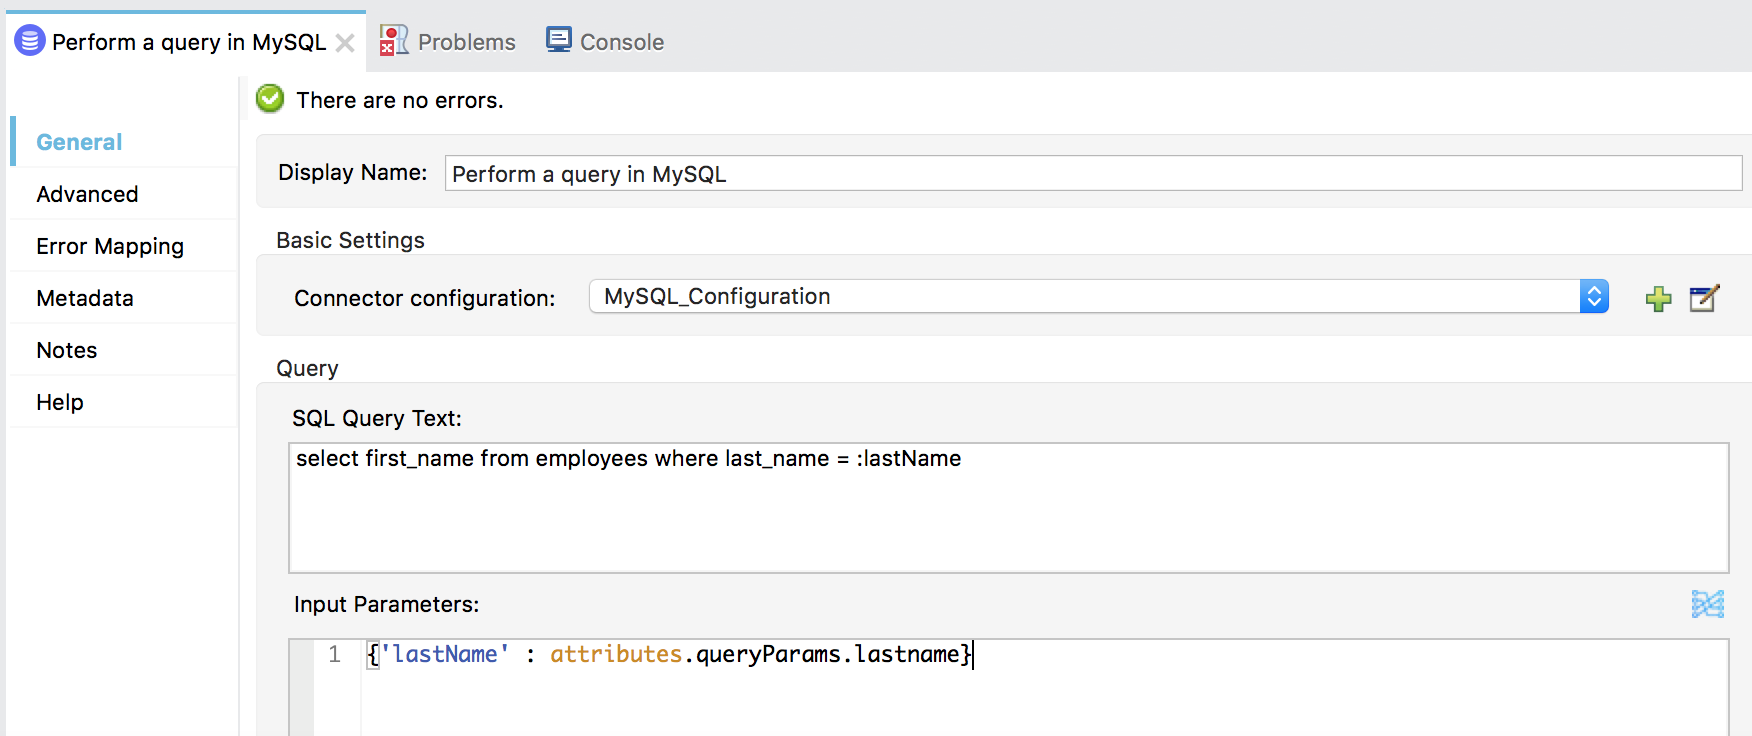 Perform a query in MySQL
Problems
Console
There are no errors.
General
Advanced
Error Mapping
Metadata
Notes
Help
Display Name: Perform a query in MySQL
Basic Settings
Connector configuration: MySQL_Configuration
Query
SQL Query Text:
select first_name from employees where last_name = :lastName
Input Parameters:
1 {'lastName' : attributes.queryParams.lastname}